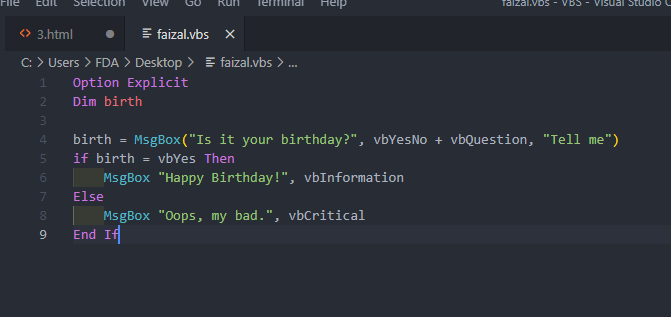 File Edit Selection View Go Run Terminal Help faizal.vbs - VBS - Visual Studio
3.html faizal.vbs
C: > Users > FDA > Desktop > faizal.vbs > ...
1 Option Explicit
2 Dim birth
3
4 birth = MsgBox("Is it your birthday?", vbYesNo + vbQuestion, "Tell me")
5 if birth = vbYes Then
6 MsgBox "Happy Birthday!", vbInformation
7 Else
8 MsgBox "Oops, my bad.", vbCritical
9 End If